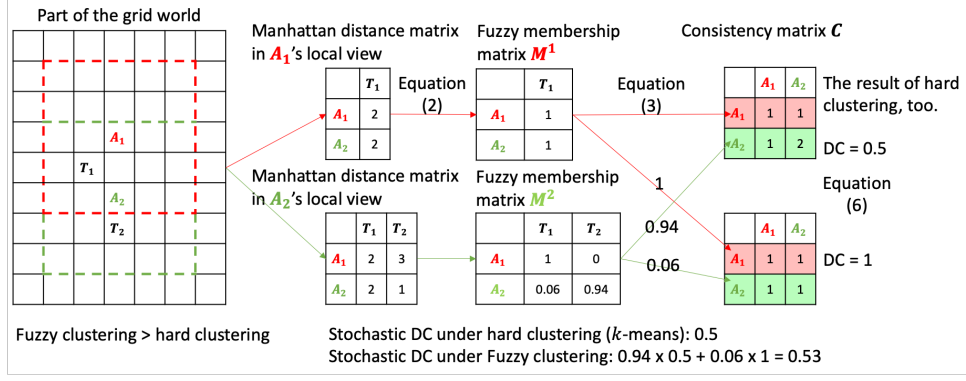 Part of the grid world
A₁
T₁
A₂
T₂
Manhattan distance matrix
in A₁'s local view
T₁
A₁ 2
A₂ 2
Equation
(2)
Fuzzy membership
matrix M¹
T₁
A₁ 1
A₂ 1
Equation
(3)
Consistency matrix C
A₁ A₂
A₁ 1 1
A₂ 1 2
The result of hard
clustering, too.
DC = 0.5
Manhattan distance matrix
in A₂'s local view
T₁ T₂
A₁ 2 3
A₂ 2 1
Fuzzy membership
matrix M²
T₁ T₂
A₁ 1 0
A₂ 0.06 0.94
1
0.94
0.06
Equation
(6)
A₁ A₂
A₁ 1 1
A₂ 1 1
DC = 1
Fuzzy clustering > hard clustering
Stochastic DC under hard clustering (k-means): 0.5
Stochastic DC under Fuzzy clustering: 0.94 x 0.5 + 0.06 x 1 = 0.53